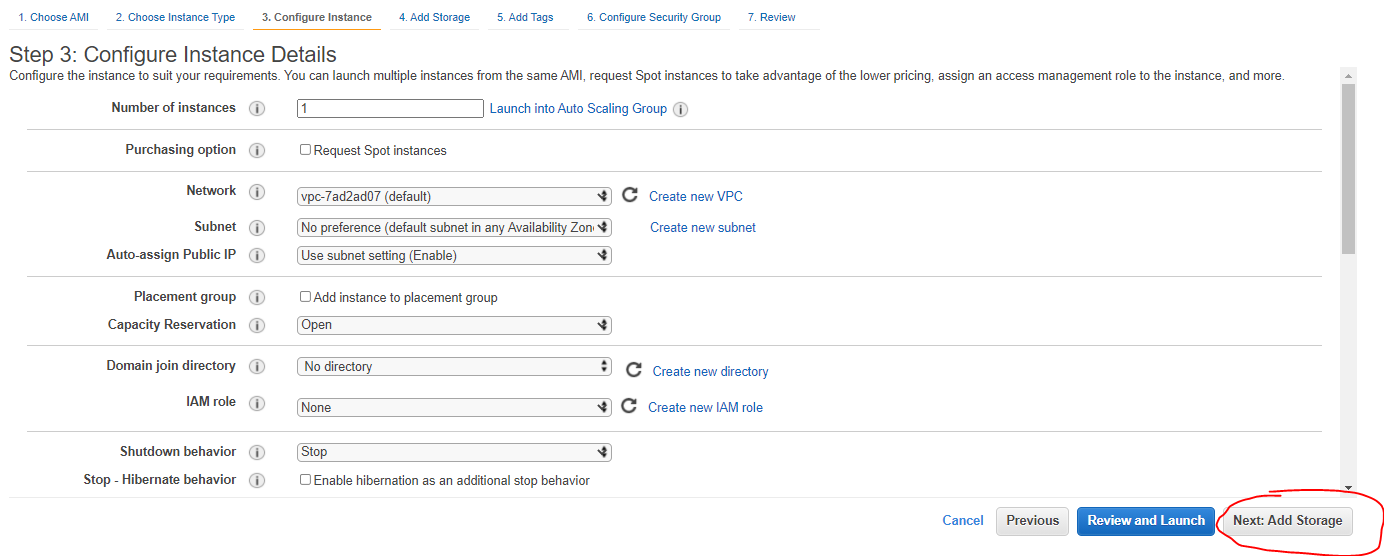 1. Choose AMI 2. Choose Instance Type 3. Configure Instance 4. Add Storage 5. Add Tags 6. Configure Security Group 7. Review
Step 3: Configure Instance Details
Configure the instance to suit your requirements. You can launch multiple instances from the same AMI, request Spot instances to take advantage of the lower pricing, assign an access management role to the instance, and more.
Number of instances i 1 Launch into Auto Scaling Group i
Purchasing option i Request Spot instances
Network i vpc-7ad2ad07 (default) Create new VPC
Subnet i No preference (default subnet in any Availability Zon Create new subnet
Auto-assign Public IP i Use subnet setting (Enable)
Placement group i Add instance to placement group
Capacity Reservation i Open
Domain join directory i No directory Create new directory
IAM role i None Create new IAM role
Shutdown behavior i Stop
Stop - Hibernate behavior i Enable hibernation as an additional stop behavior
Cancel Previous Review and Launch Next: Add Storage